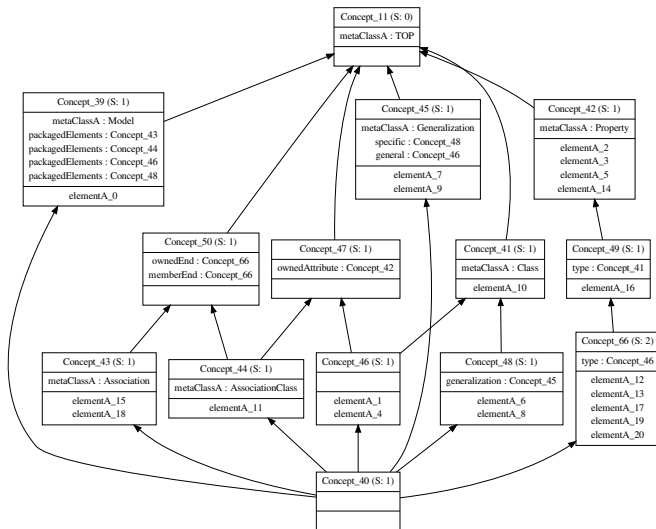 Concept_11 (S: 0)
metaClassA : TOP
Concept_39 (S: 1)
metaClassA : Model
packagedElements : Concept_43
packagedElements : Concept_44
packagedElements : Concept_46
packagedElements : Concept_48
elementA_0
Concept_45 (S: 1)
metaClassA : Generalization
specific : Concept_48
general : Concept_46
elementA_7
elementA_9
Concept_42 (S: 1)
metaClassA : Property
elementA_2
elementA_3
elementA_5
elementA_14
Concept_50 (S: 1)
ownedEnd : Concept_66
memberEnd : Concept_66
Concept_47 (S: 1)
ownedAttribute : Concept_42
Concept_41 (S: 1)
metaClassA : Class
elementA_10
Concept_49 (S: 1)
type : Concept_41
elementA_16
Concept_43 (S: 1)
metaClassA : Association
elementA_15
elementA_18
Concept_44 (S: 1)
metaClassA : AssociationClass
elementA_11
Concept_46 (S: 1)
elementA_1
elementA_4
Concept_48 (S: 1)
generalization : Concept_45
elementA_6
elementA_8
Concept_66 (S: 2)
type : Concept_46
elementA_12
elementA_13
elementA_17
elementA_19
elementA_20
Concept_40 (S: 1)